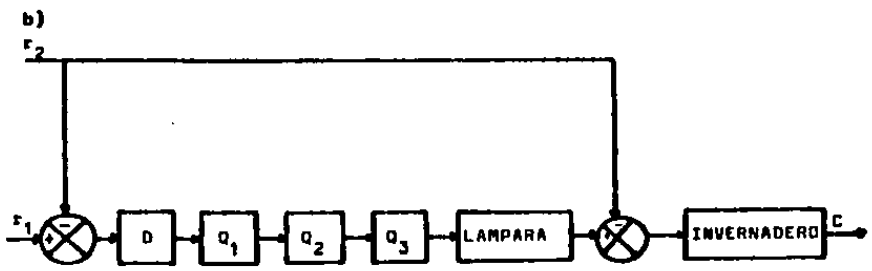 b)
r2
r1 + - D Q1 Q2 Q3 LAMPARA + - INVERNADERO C